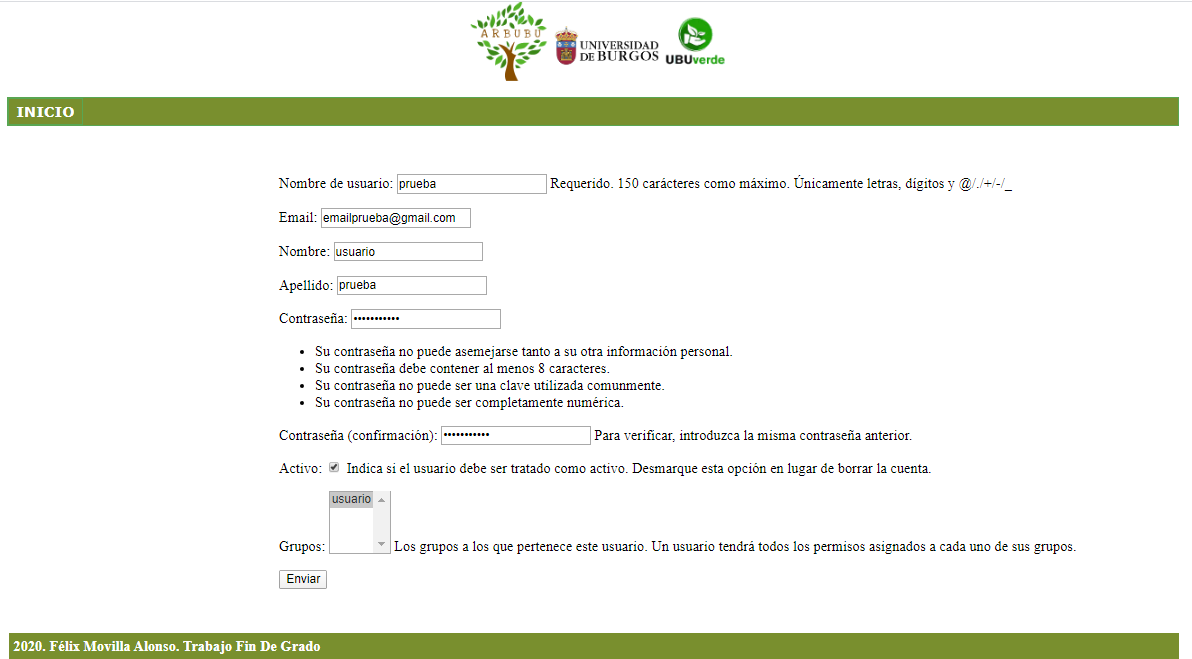 ARBUBU
UNIVERSIDAD
DE BURGOS
UBUverde
INICIO
Nombre de usuario: prueba Requerido. 150 carácteres como máximo. Únicamente letras, dígitos y @/./+/-/_
Email: emailprueba@gmail.com
Nombre: usuario
Apellido: prueba
Contraseña: •••••••••••
• Su contraseña no puede asemejarse tanto a su otra información personal.
• Su contraseña debe contener al menos 8 caracteres.
• Su contraseña no puede ser una clave utilizada comunmente.
• Su contraseña no puede ser completamente numérica.
Contraseña (confirmación): ••••••••••• Para verificar, introduzca la misma contraseña anterior.
Activo: Indica si el usuario debe ser tratado como activo. Desmarque esta opción en lugar de borrar la cuenta.
usuario
Grupos: Los grupos a los que pertenece este usuario. Un usuario tendrá todos los permisos asignados a cada uno de sus grupos.
Enviar
2020. Félix Movilla Alonso. Trabajo Fin De Grado